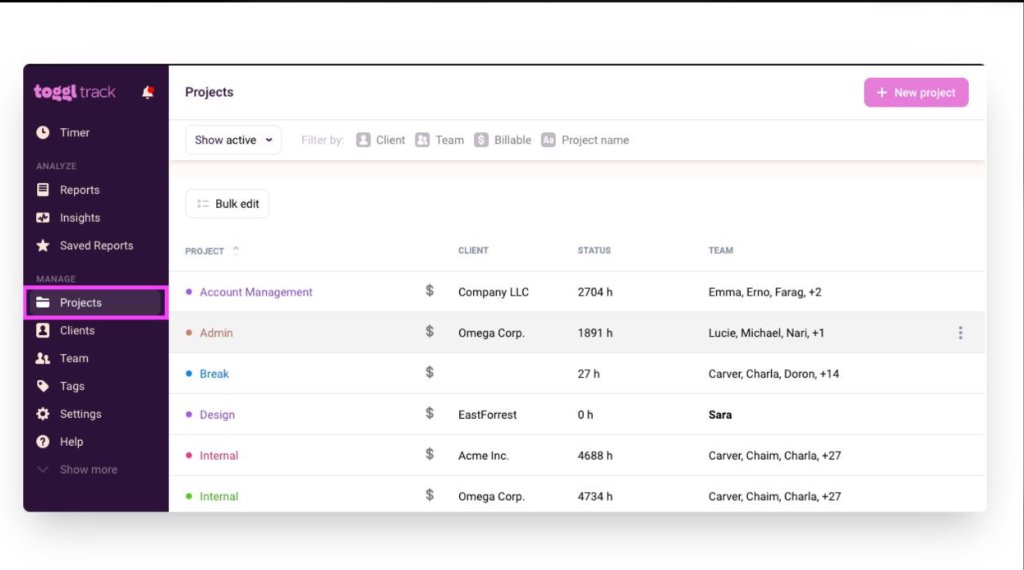 toggl track
Timer
ANALYZE
Reports
Insights
Saved Reports
MANAGE
Projects
Clients
Team
Tags
Settings
Help
Show more
Projects
+ New project
Show active
Filter by: Client Team $ Billable Aa Project name
Bulk edit
PROJECT CLIENT STATUS TEAM
Account Management $ Company LLC 2704 h Emma, Erno, Farag, +2
Admin $ Omega Corp. 1891 h Lucie, Michael, Nari, +1
Break $ 27 h Carver, Charla, Doron, +14
Design $ EastForrest 0 h Sara
Internal $ Acme Inc. 4688 h Carver, Chaim, Charla, +27
Internal $ Omega Corp. 4734 h Carver, Chaim, Charla, +27